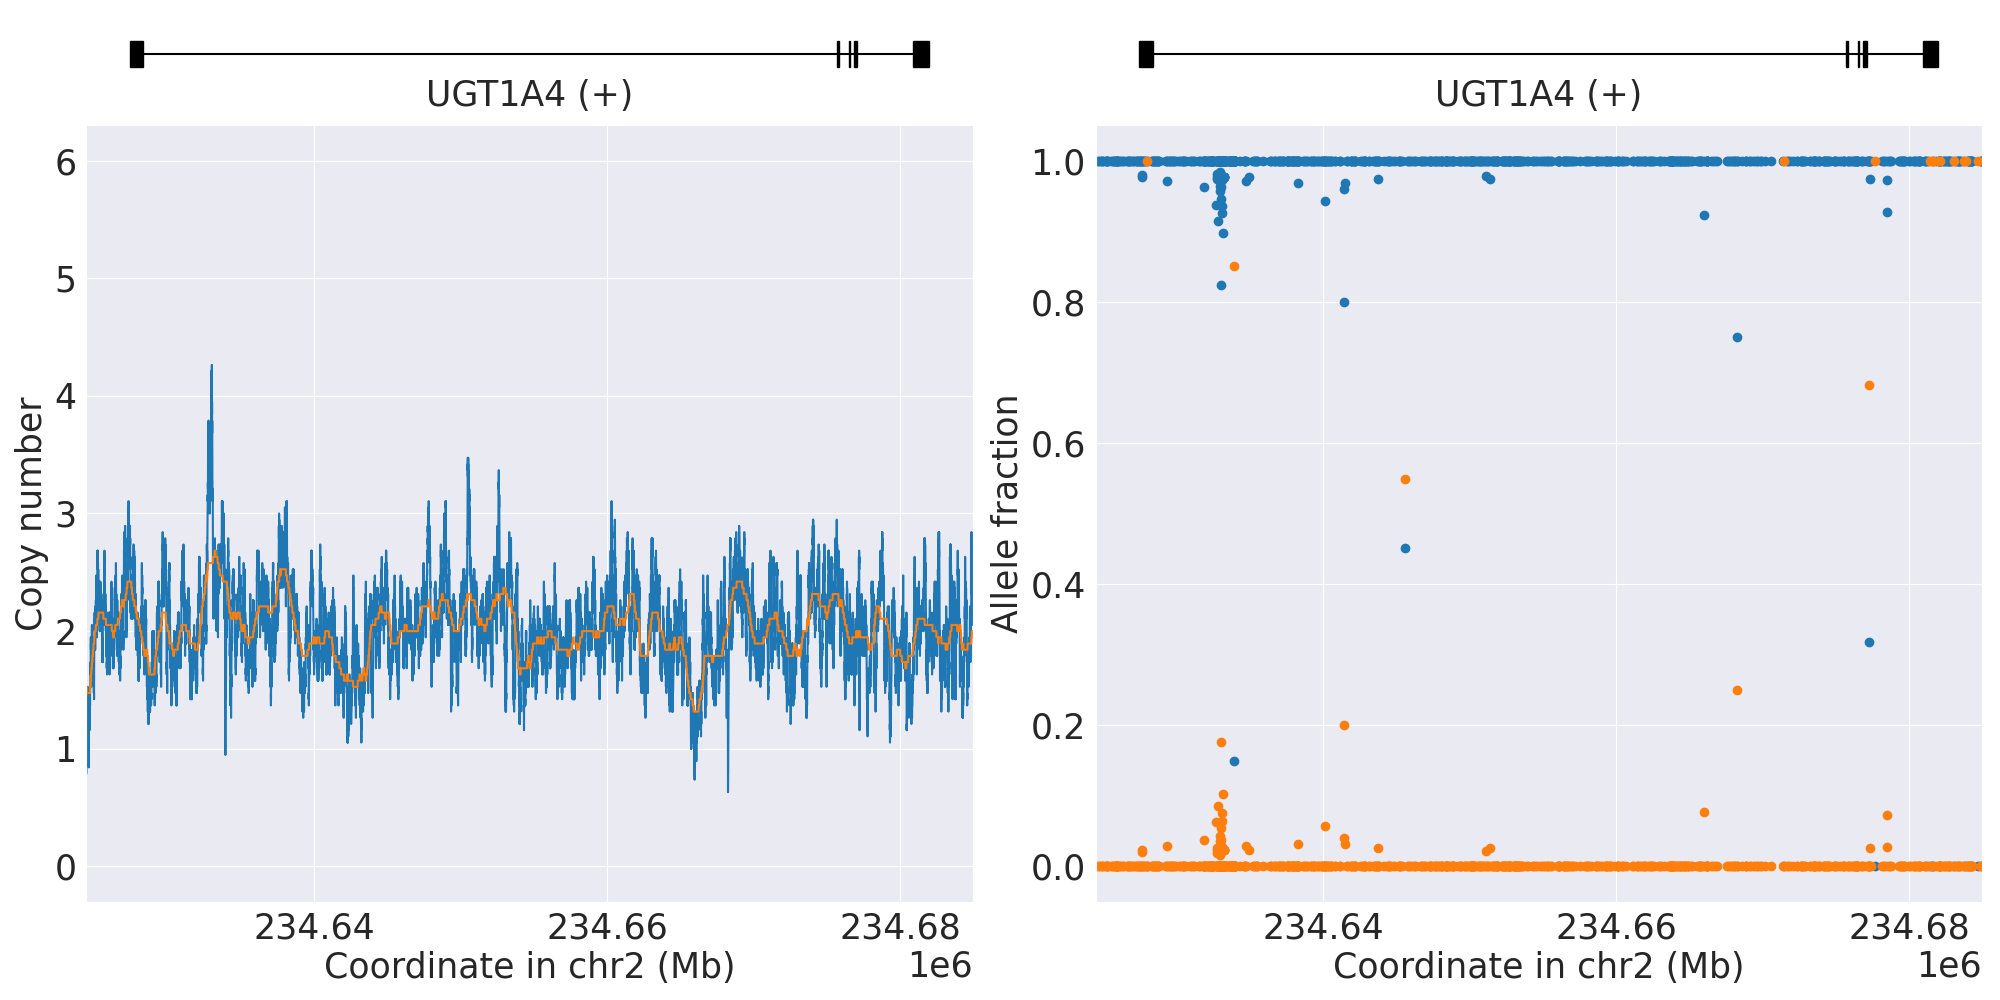 UGT1A4 (+)
6
5
4
3
2
1
0
Copy number
234.64
234.66
234.68
1e6
Coordinate in chr2 (Mb)
UGT1A4 (+)
1.0
0.8
0.6
0.4
0.2
0.0
Allele fraction
234.64
234.66
234.68
1e6
Coordinate in chr2 (Mb)